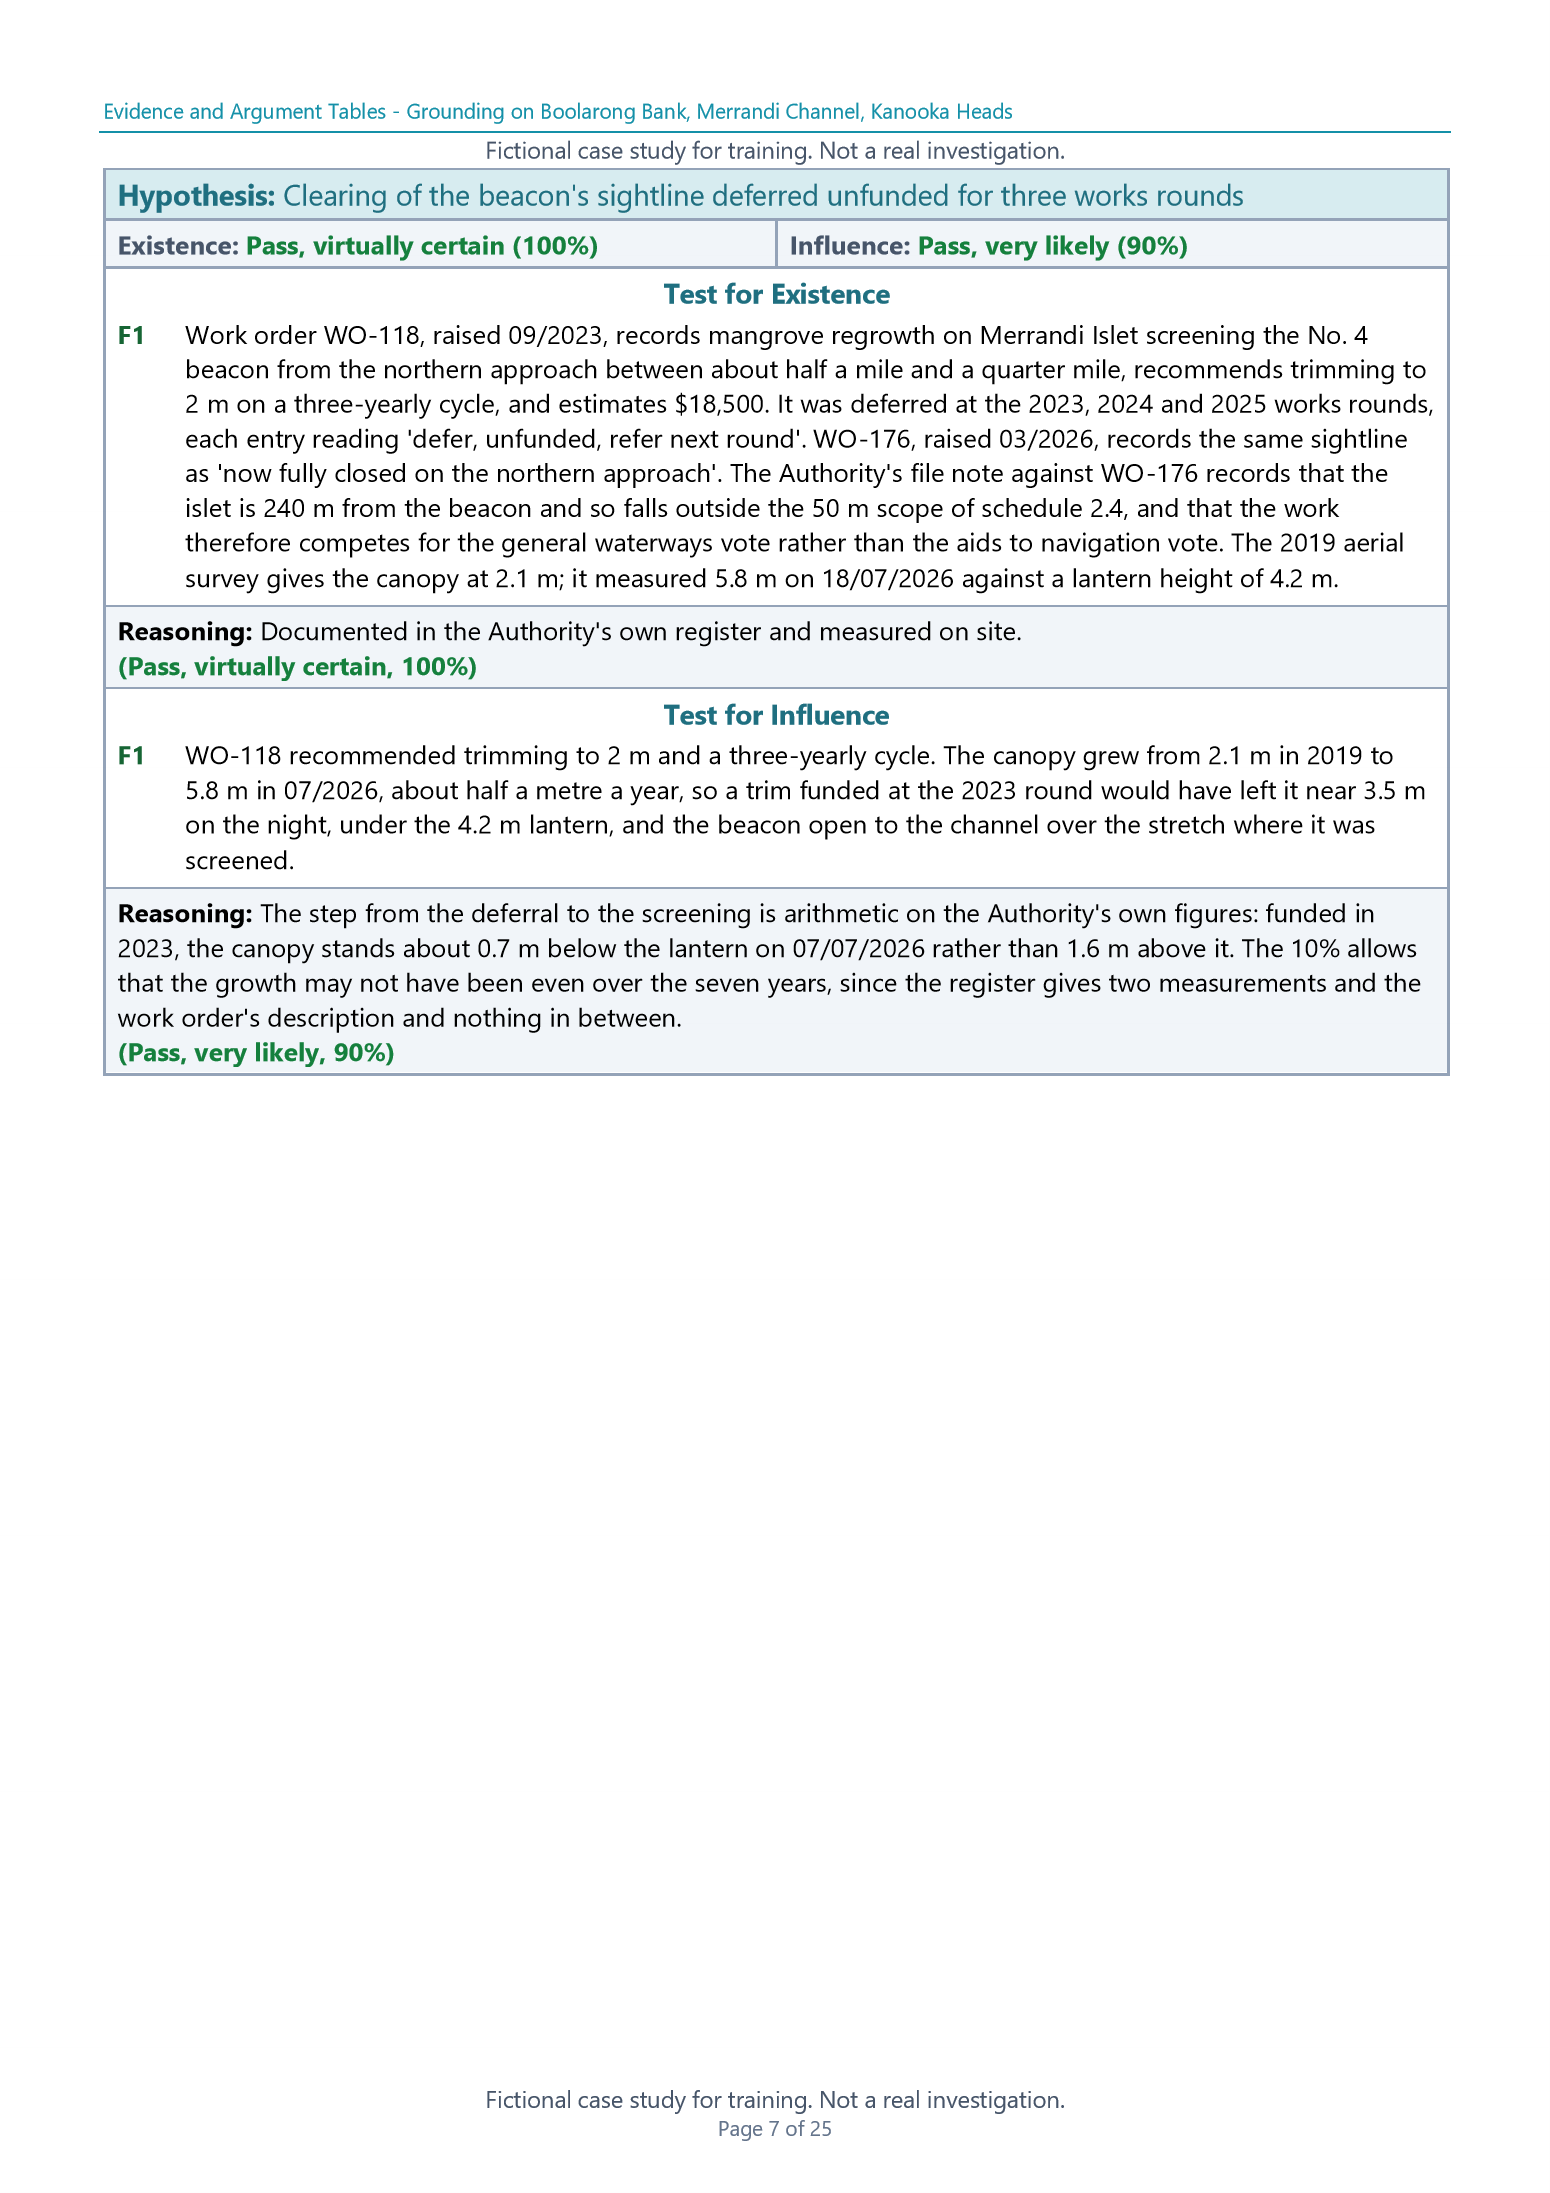 Evidence and Argument Tables - Grounding on Boolarong Bank, Merrandi Channel, Kanooka Heads
Fictional case study for training. Not a real investigation.
Hypothesis: Clearing of the beacon's sightline deferred unfunded for three works rounds
Existence: Pass, virtually certain (100%)
Influence: Pass, very likely (90%)
Test for Existence
F1 Work order WO-118, raised 09/2023, records mangrove regrowth on Merrandi Islet screening the No. 4
beacon from the northern approach between about half a mile and a quarter mile, recommends trimming to
2 m on a three-yearly cycle, and estimates $18,500. It was deferred at the 2023, 2024 and 2025 works rounds,
each entry reading 'defer, unfunded, refer next round'. WO-176, raised 03/2026, records the same sightline
as 'now fully closed on the northern approach'. The Authority's file note against WO-176 records that the
islet is 240 m from the beacon and so falls outside the 50 m scope of schedule 2.4, and that the work
therefore competes for the general waterways vote rather than the aids to navigation vote. The 2019 aerial
survey gives the canopy at 2.1 m; it measured 5.8 m on 18/07/2026 against a lantern height of 4.2 m.
Reasoning: Documented in the Authority's own register and measured on site.
(Pass, virtually certain, 100%)
Test for Influence
F1 WO-118 recommended trimming to 2 m and a three-yearly cycle. The canopy grew from 2.1 m in 2019 to
5.8 m in 07/2026, about half a metre a year, so a trim funded at the 2023 round would have left it near 3.5 m
on the night, under the 4.2 m lantern, and the beacon open to the channel over the stretch where it was
screened.
Reasoning: The step from the deferral to the screening is arithmetic on the Authority's own figures: funded in
2023, the canopy stands about 0.7 m below the lantern on 07/07/2026 rather than 1.6 m above it. The 10% allows
that the growth may not have been even over the seven years, since the register gives two measurements and the
work order's description and nothing in between.
(Pass, very likely, 90%)
Fictional case study for training. Not a real investigation.
Page 7 of 25